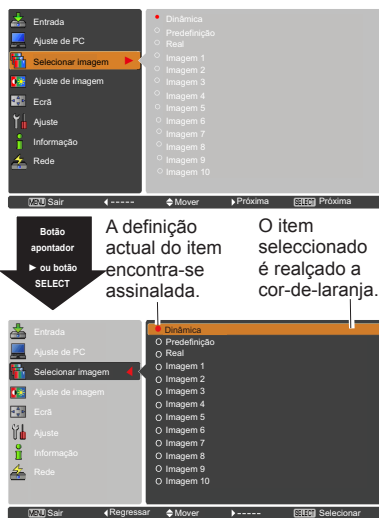 Entrada
Ajuste de PC
Selecionar imagem
Ajuste de imagem
Ecrã
Ajuste
Informação
Rede
Dinâmica
Predefinição
Real
Imagem 1
Imagem 2
Imagem 3
Imagem 4
Imagem 5
Imagem 6
Imagem 7
Imagem 8
Imagem 9
Imagem 10
MENU Sair
-----
Mover
Próxima
SELECT Próxima
Botão
apontador
► ou botão
SELECT
A definição
actual do item
encontra-se
assinalada.
O item
seleccionado
é realçado a
cor-de-laranja.
Entrada
Ajuste de PC
Selecionar imagem
Ajuste de imagem
Ecrã
Ajuste
Informação
Rede
Dinâmica
Predefinição
Real
Imagem 1
Imagem 2
Imagem 3
Imagem 4
Imagem 5
Imagem 6
Imagem 7
Imagem 8
Imagem 9
Imagem 10
MENU Sair
Regressar
Mover
-----
SELECT Selecionar